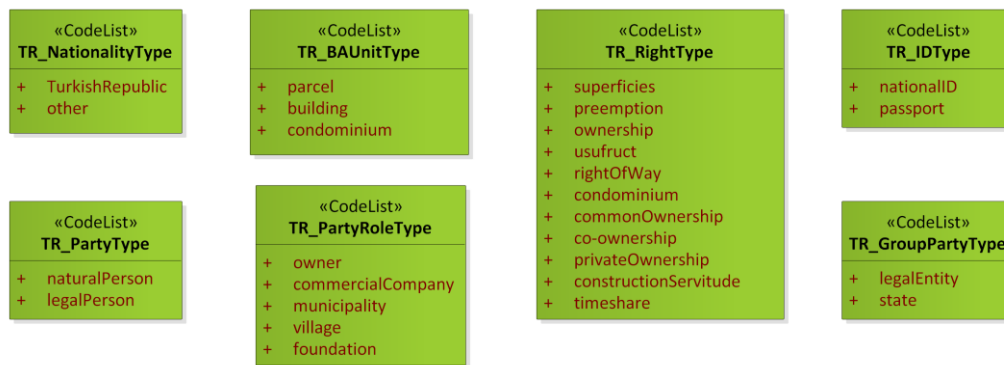 «CodeList»
TR_NationalityType
+ TurkishRepublic
+ other
«CodeList»
TR_BAUnitType
+ parcel
+ building
+ condominium
«CodeList»
TR_RightType
+ superficies
+ preemption
+ ownership
+ usufruct
+ rightOfWay
+ condominium
+ commonOwnership
+ co-ownership
+ privateOwnership
+ constructionServitude
+ timeshare
«CodeList»
TR_IDType
+ nationalID
+ passport
«CodeList»
TR_PartyType
+ naturalPerson
+ legalPerson
«CodeList»
TR_PartyRoleType
+ owner
+ commercialCompany
+ municipality
+ village
+ foundation
«CodeList»
TR_GroupPartyType
+ legalEntity
+ state